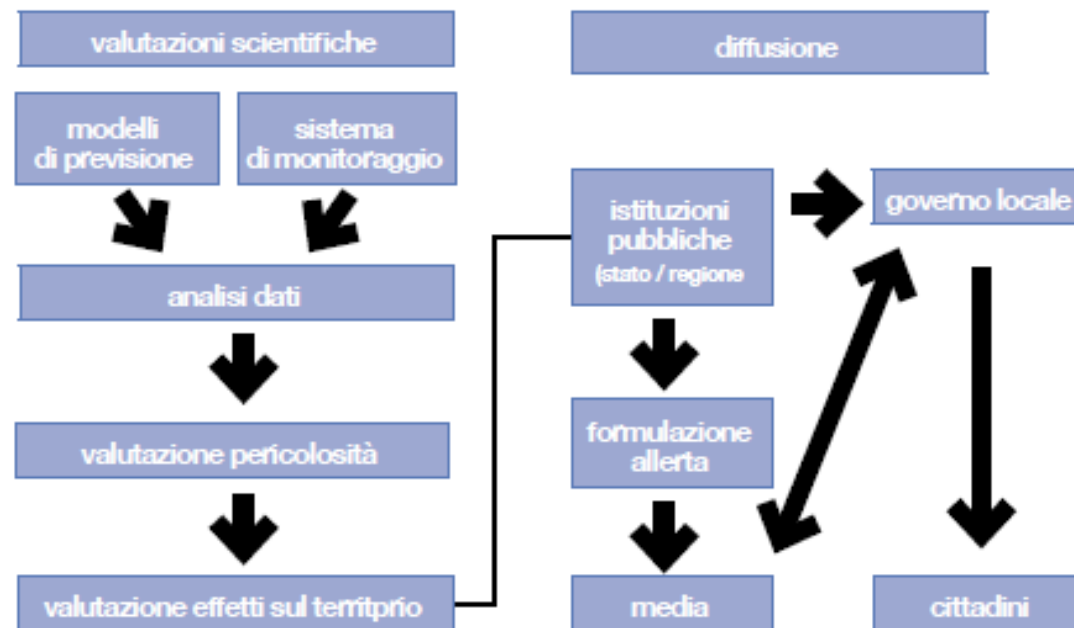 valutazioni scientifiche
modelli
di previsione
sistema
di monitoraggio
analisi dati
valutazione pericolosità
valutazione effetti sul territprio
diffusione
istituzioni
pubbliche
(stato / regione
governo locale
formulazione
allerta
media
cittadini